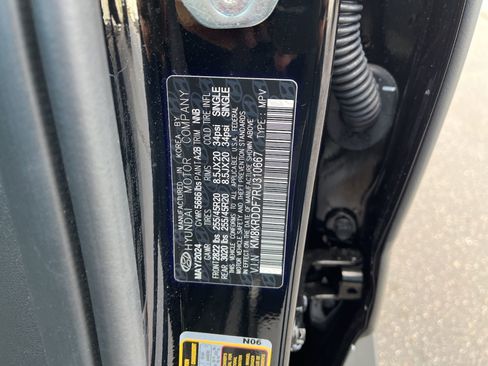 MANUFACTURED IN KOREA BY
HYUNDAI MOTOR COMPANY
MAY/2024 GVWR 5666 lbs PAINT A2B TRIM NNB
GAWR TIRES RIMS COLD TIRE INFL.
FRONT 2822 lbs 255/45R20 8.5JX20 34psi SINGLE
REAR 3020 lbs 255/45R20 8.5JX20 34psi SINGLE
THIS VEHICLE CONFORMS TO ALL APPLICABLE U.S.A. FEDERAL
MOTOR VEHICLE SAFETY, BUMPER AND THEFT PREVENTION STANDARDS
IN EFFECT ON THE DATE OF MANUFACTURE SHOWN ABOVE
V.I.N : KM8KRDDF7RU310667 TYPE : MPV
N06